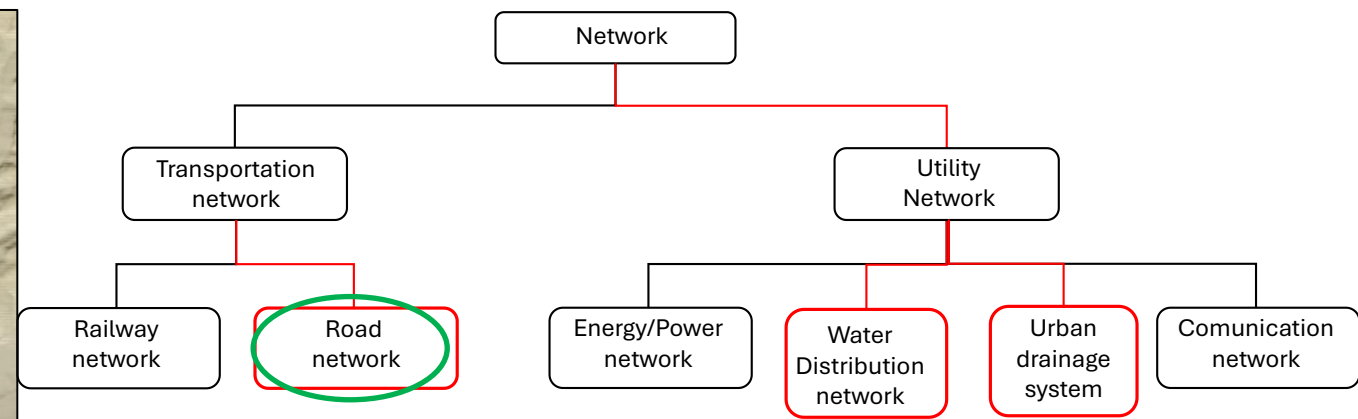 Network
Transportation
network
Utility
Network
Railway
network
Road
network
Energy/Power
network
Water
Distribution
network
Urban
drainage
system
Comunication
network